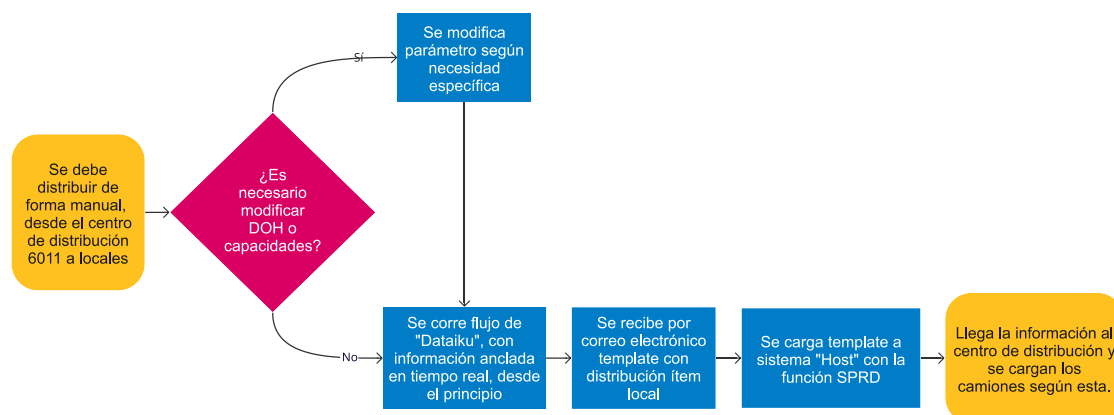 Se modifica
parámetro según
necesidad
específica
Sí
Se debe
distribuir de
forma manual,
desde el centro
de distribución
6011 a locales
¿Es
necesario
modificar
DOH o
capacidades?
No
Se corre flujo de
"Dataiku", con
información anclada
en tiempo real, desde
el principio
Se recibe por
correo electrónico
template con
distribución ítem
local
Se carga template a
sistema "Host" con la
función SPRD
Llega la información al
centro de distribución y
se cargan los
camiones según esta.